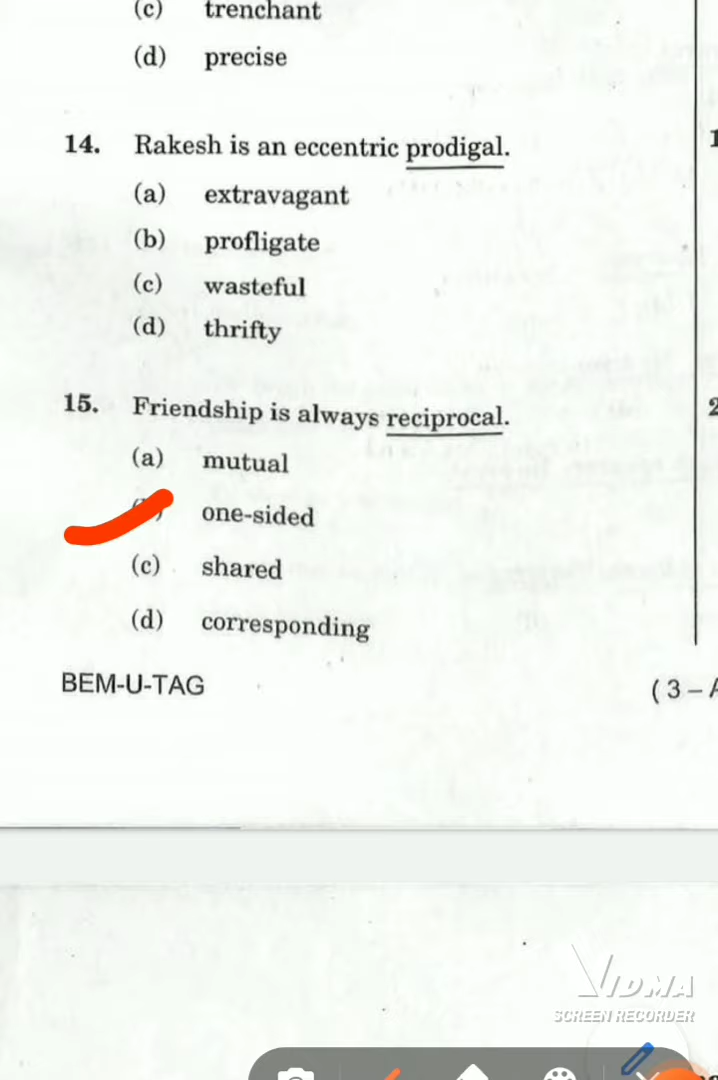 (c) trenchant
(d) precise
14. Rakesh is an eccentric prodigal.
(a) extravagant
(b) profligate
(c) wasteful
(d) thrifty
15. Friendship is always reciprocal.
(a) mutual
one-sided
(c) shared
(d) corresponding
BEM-U-TAG
( 3 –
VIDMA
SCREEN RECORDER